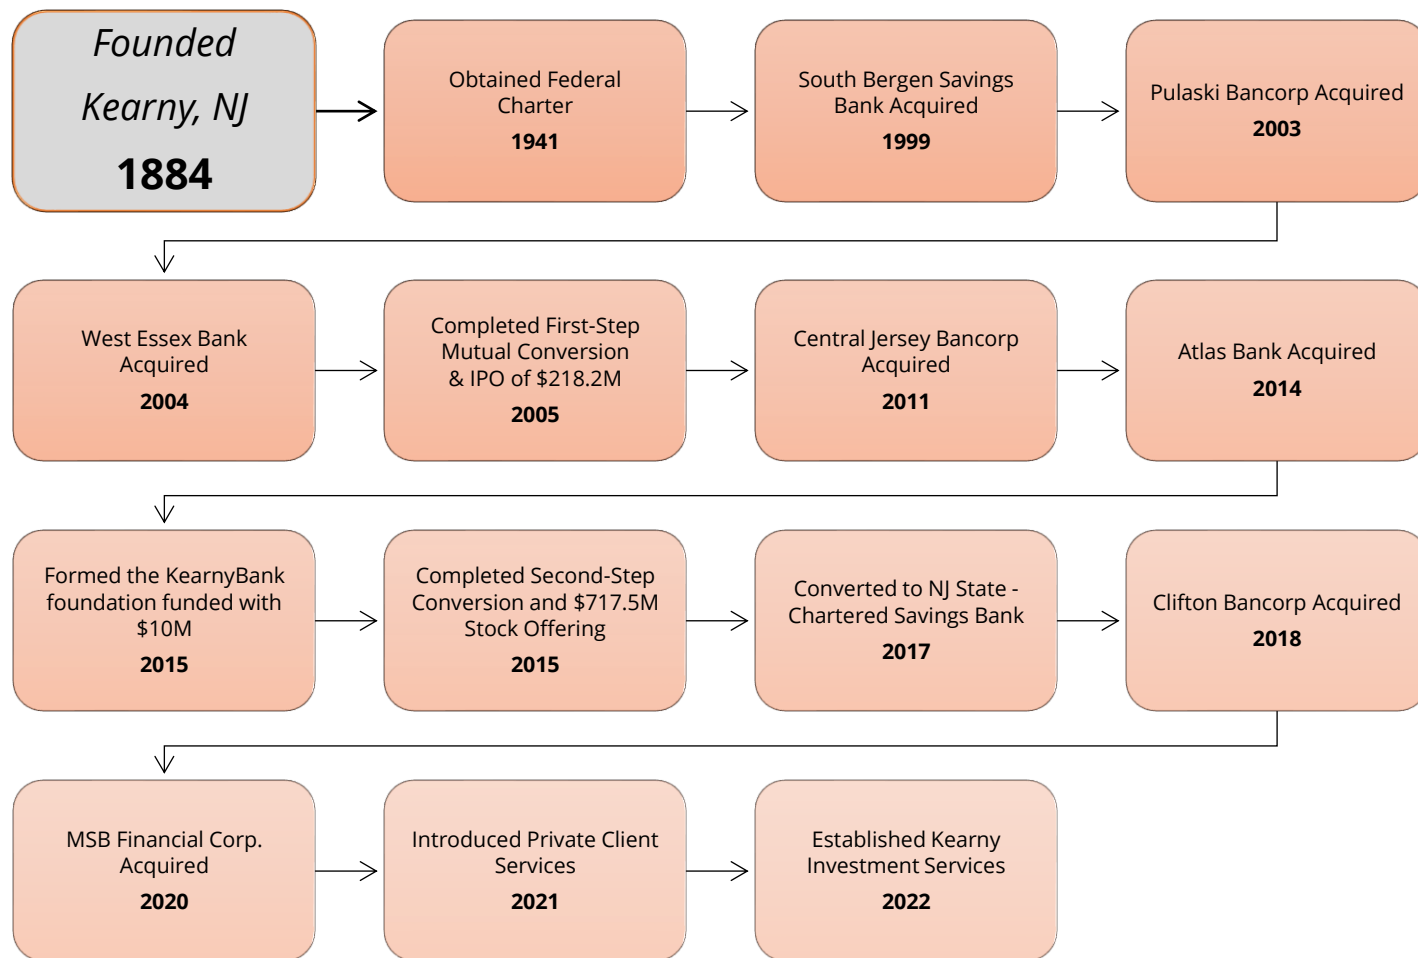 Founded
Kearny, NJ
1884
Obtained Federal
Charter
1941
South Bergen Savings
Bank Acquired
1999
Pulaski Bancorp Acquired
2003
West Essex Bank
Acquired
2004
Completed First-Step
Mutual Conversion
& IPO of $218.2M
2005
Central Jersey Bancorp
Acquired
2011
Atlas Bank Acquired
2014
Formed the KearnyBank
foundation funded with
$10M
2015
Completed Second-Step
Conversion and $717.5M
Stock Offering
2015
Converted to NJ State -
Chartered Savings Bank
2017
Clifton Bancorp Acquired
2018
MSB Financial Corp.
Acquired
2020
Introduced Private Client
Services
2021
Established Kearny
Investment Services
2022